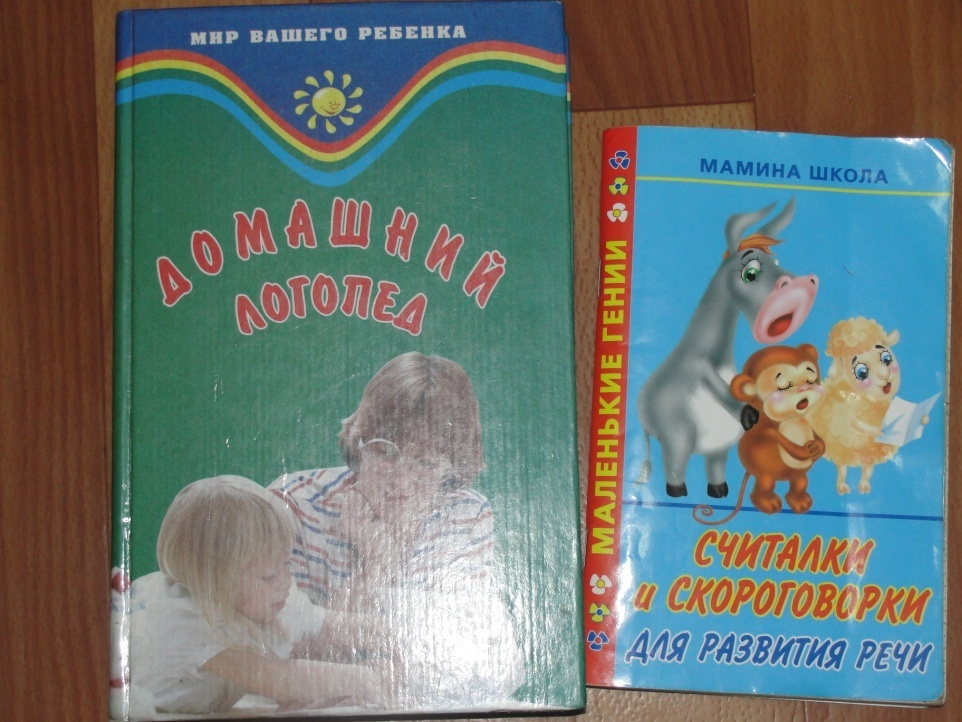 МИР ВАШЕГО РЕБЕНКА
ДОМАШНИЙ
ЛОГОПЕД
МАЛЕНЬКИЕ ГЕНИИ
МАМИНА ШКОЛА
СЧИТАЛКИ
и СКОРОГОВОРКИ
ДЛЯ РАЗВИТИЯ РЕЧИ